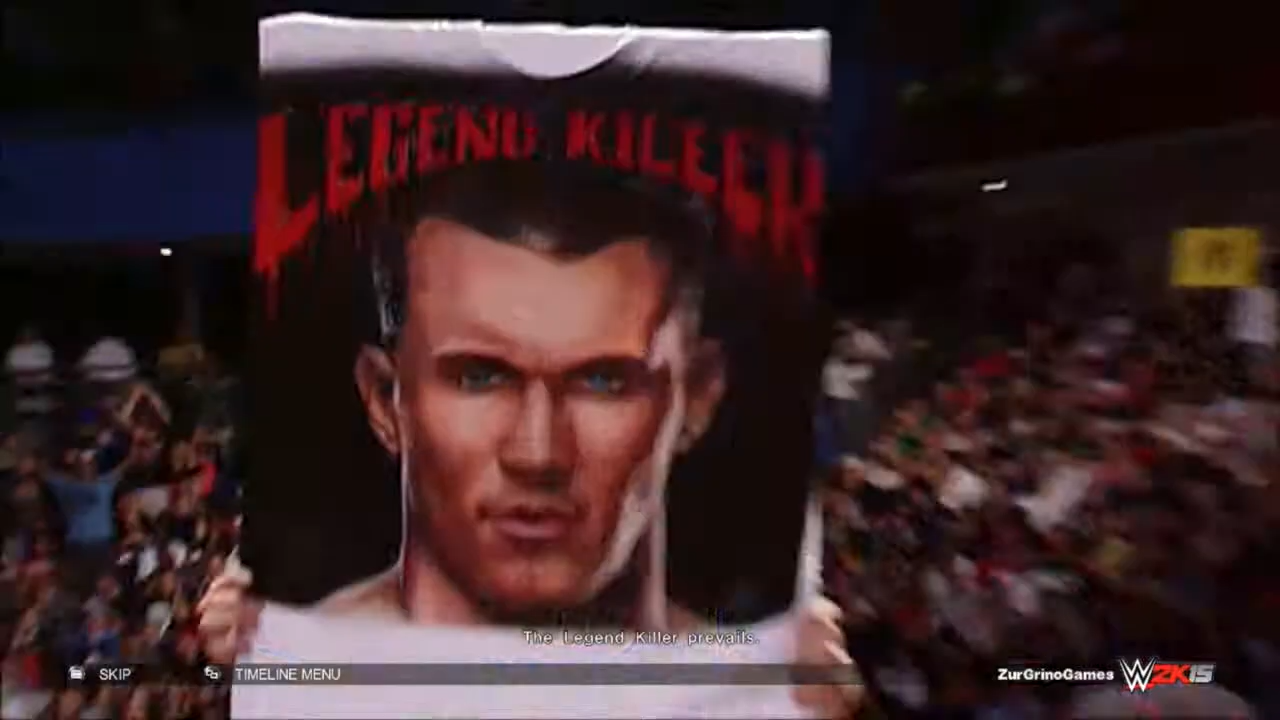 LEGEND KILLER
The Legend Killer prevails.
SKIP
TIMELINE MENU
ZurGrinoGames
W2K15